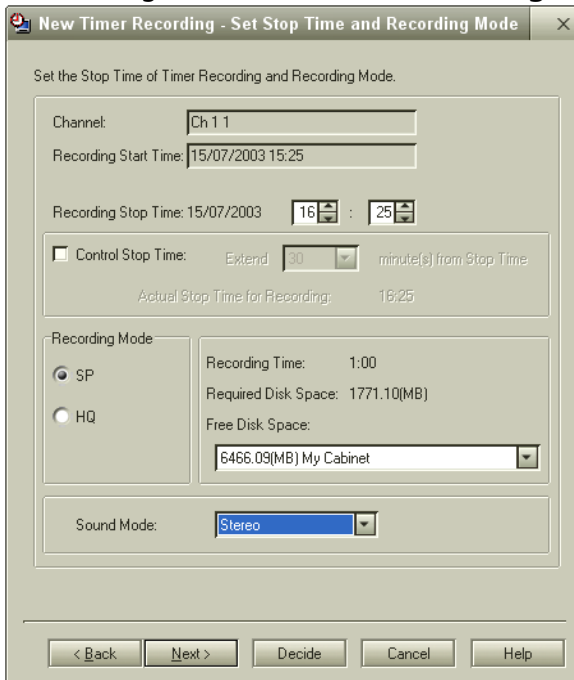 New Timer Recording - Set Stop Time and Recording Mode
Set the Stop Time of Timer Recording and Recording Mode.
Channel: Ch 1 1
Recording Start Time: 15/07/2003 15:25
Recording Stop Time: 15/07/2003 16 : 25
Control Stop Time: Extend 30 minute(s) from Stop Time
Actual Stop Time for Recording: 16:25
Recording Mode
SP
HQ
Recording Time: 1:00
Required Disk Space: 1771.10(MB)
Free Disk Space:
6466.09(MB) My Cabinet
Sound Mode: Stereo
< Back Next > Decide Cancel Help